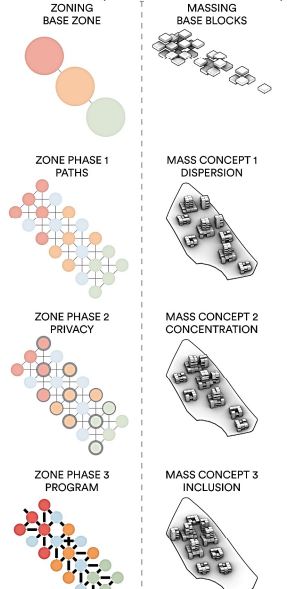 ZONING
BASE ZONE
MASSING
BASE BLOCKS
ZONE PHASE 1
PATHS
MASS CONCEPT 1
DISPERSION
ZONE PHASE 2
PRIVACY
MASS CONCEPT 2
CONCENTRATION
ZONE PHASE 3
PROGRAM
MASS CONCEPT 3
INCLUSION